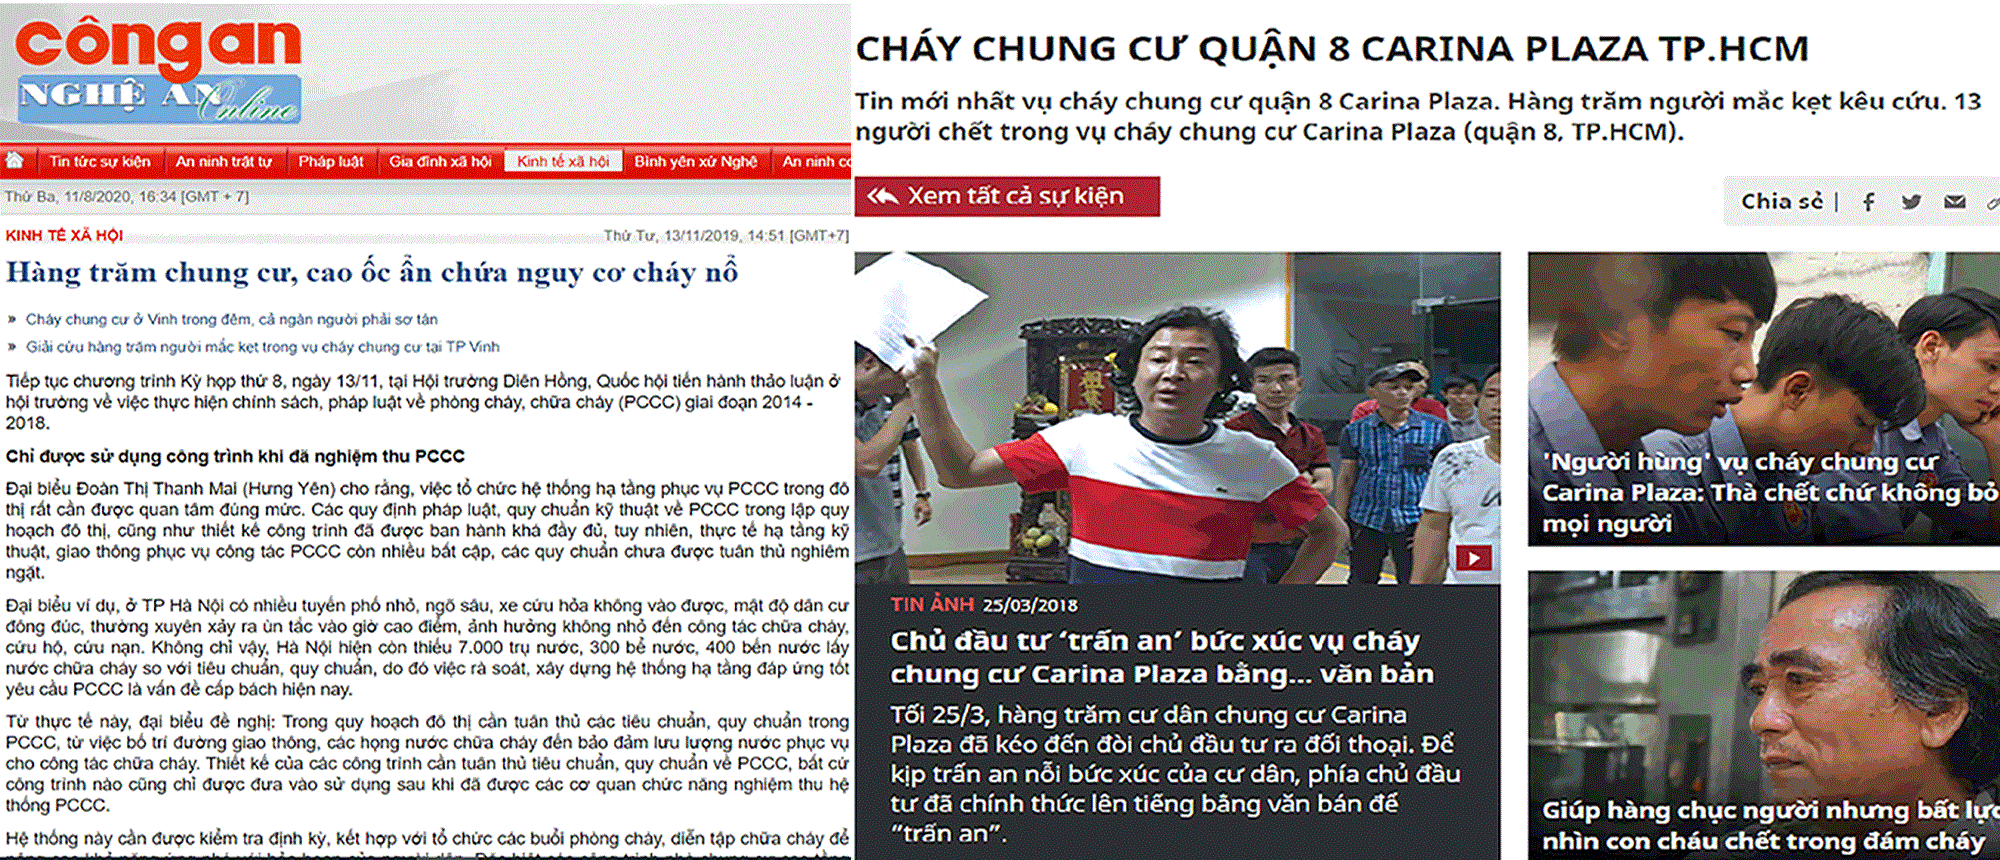 côngan
NGHỆ AN Online
Tin tức sự kiện
An ninh trật tự
Pháp luật
Gia đình xã hội
Kinh tế xã hội
Bình yên xứ Nghệ
An ninh
Thứ Ba, 11/8/2020, 16:34 [GMT + 7]
KINH TẾ XÃ HỘI
Thứ Tư, 13/11/2019, 14:51 [GMT+7]
Hàng trăm chung cư, cao ốc ẩn chứa nguy cơ cháy nổ
» Cháy chung cư ở Vinh trong đêm, cả ngàn người phải sơ tán
» Giải cứu hàng trăm người mắc kẹt trong vụ cháy chung cư tại TP Vinh
Tiếp tục chương trình Kỳ họp thứ 8, ngày 13/11, tại Hội trường Diên Hồng, Quốc hội tiến hành thảo luận ở
hội trường về việc thực hiện chính sách, pháp luật về phòng cháy, chữa cháy (PCCC) giai đoạn 2014 -
2018.
Chỉ được sử dụng công trình khi đã nghiệm thu PCCC
Đại biểu Đoàn Thị Thanh Mai (Hưng Yên) cho rằng, việc tổ chức hệ thống hạ tầng phục vụ PCCC trong đô
thị rất cần được quan tâm đúng mức. Các quy định pháp luật, quy chuẩn kỹ thuật về PCCC trong lập quy
hoạch đô thị, cũng như thiết kế công trình đã được ban hành khá đầy đủ, tuy nhiên, thực tế hạ tầng kỹ
thuật, giao thông phục vụ công tác PCCC còn nhiều bất cập, các quy chuẩn chưa được tuân thủ nghiêm
ngặt.
Đại biểu ví dụ, ở TP Hà Nội có nhiều tuyến phố nhỏ, ngõ sâu, xe cứu hỏa không vào được, mật độ dân cư
đông đúc, thường xuyên xảy ra ùn tắc vào giờ cao điểm, ảnh hưởng không nhỏ đến công tác chữa cháy,
cứu hộ, cứu nạn. Không chỉ vậy, Hà Nội hiện còn thiếu 7.000 trụ nước, 300 bể nước, 400 bến nước lấy
nước chữa cháy so với tiêu chuẩn, quy chuẩn, do đó việc rà soát, xây dựng hệ thống hạ tầng đáp ứng tốt
yêu cầu PCCC là vấn đề cấp bách hiện nay.
Từ thực tế này, đại biểu đề nghị: Trong quy hoạch đô thị cần tuân thủ các tiêu chuẩn, quy chuẩn trong
PCCC, từ việc bố trí đường giao thông, các họng nước chữa cháy đến bảo đảm lưu lượng nước phục vụ
cho công tác chữa cháy. Thiết kế của các công trình cần tuân thủ tiêu chuẩn, quy chuẩn về PCCC, bất cứ
công trình nào cũng chỉ được đưa vào sử dụng sau khi đã được các cơ quan chức năng nghiệm thu hệ
thống PCCC.
Hệ thống này cần được kiểm tra định kỳ, kết hợp với tổ chức các buổi phòng cháy, diễn tập chữa cháy để
CHÁY CHUNG CƯ QUẬN 8 CARINA PLAZA TP.HCM
Tin mới nhất vụ cháy chung cư quận 8 Carina Plaza. Hàng trăm người mắc kẹt kêu cứu. 13
người chết trong vụ cháy chung cư Carina Plaza (quận 8, TP.HCM).
Xem tất cả sự kiện
Chia sẻ |
TIN ẢNH 25/03/2018
Chủ đầu tư ‘trấn an’ bức xúc vụ cháy
chung cư Carina Plaza bằng... văn bản
Tối 25/3, hàng trăm cư dân chung cư Carina
Plaza đã kéo đến đòi chủ đầu tư ra đối thoại. Để
kịp trấn an nỗi bức xúc của cư dân, phía chủ đầu
tư đã chính thức lên tiếng bằng văn bản để
“trấn an”.
'Người hùng' vụ cháy chung cư
Carina Plaza: Thà chết chứ không bỏ
mọi người
Giúp hàng chục người nhưng bất lực
nhìn con cháu chết trong đám cháy